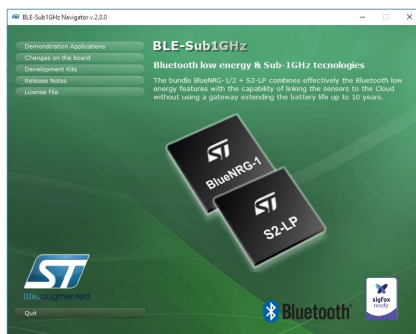 BLE-Sub1GHz Navigator v.2.0.0
Demonstration Applications
Changes on the board
Development Kits
Release Notes
License File
BLE-Sub1GHz
Bluetooth low energy & Sub-1GHz tecnologies
The bundle BlueNRG-1/2 + S2-LP combines effectively the Bluetooth low
energy features with the capability of linking the sensors to the Cloud
without using a gateway extending the battery life up to 10 years.
ST
BlueNRG-1
ST
S2-LP
ST
life.augmented
Quit
Bluetooth®
sigfox
ready